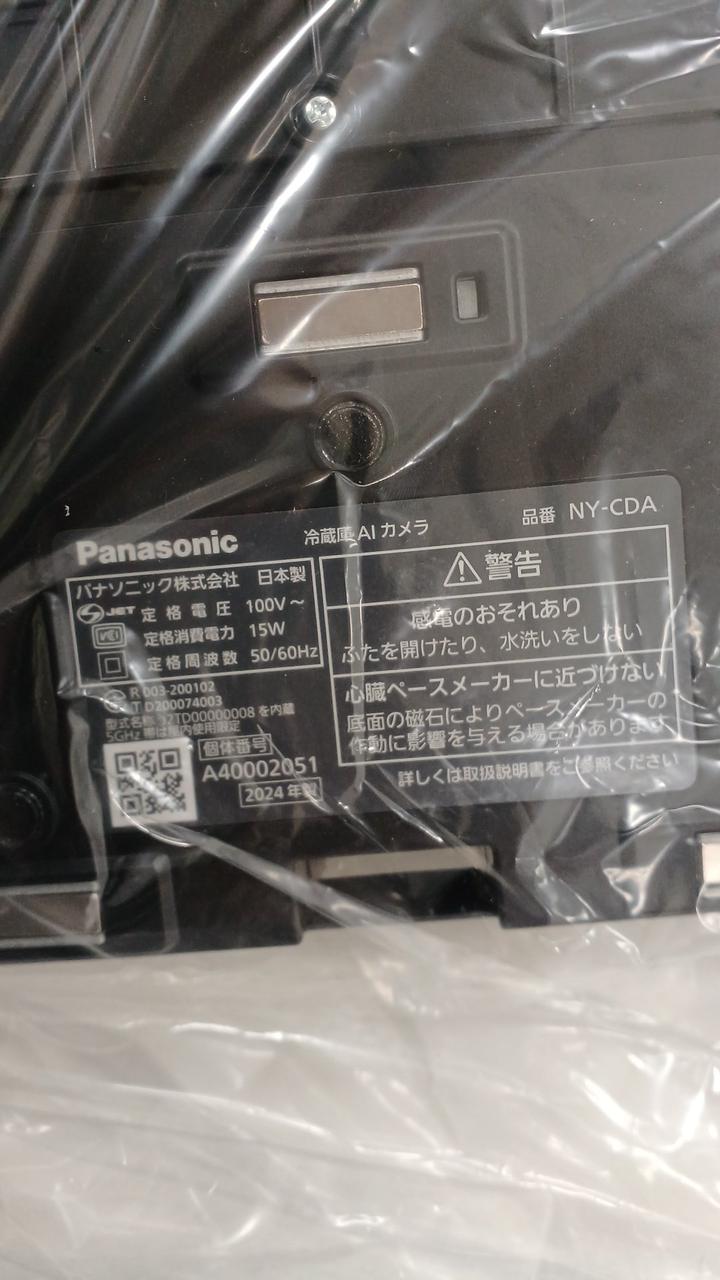 Panasonic
冷蔵庫AIカメラ
品番 NY-CDA
パナソニック株式会社 日本製
JET 定格電圧 100V～
定格消費電力 15W
定格周波数 50/60Hz
R 003-200102
T D200074003
を内蔵
5GHz 帯は屋内使用限定
個体番号
A40002051
2024年製
警告
感電のおそれあり
ふたを開けたり、水洗いをしない
心臓ペースメーカーに近づけない
底面の磁石によりペースメーカーの
作動に影響を与える場合があります
詳しくは取扱説明書をご参照ください